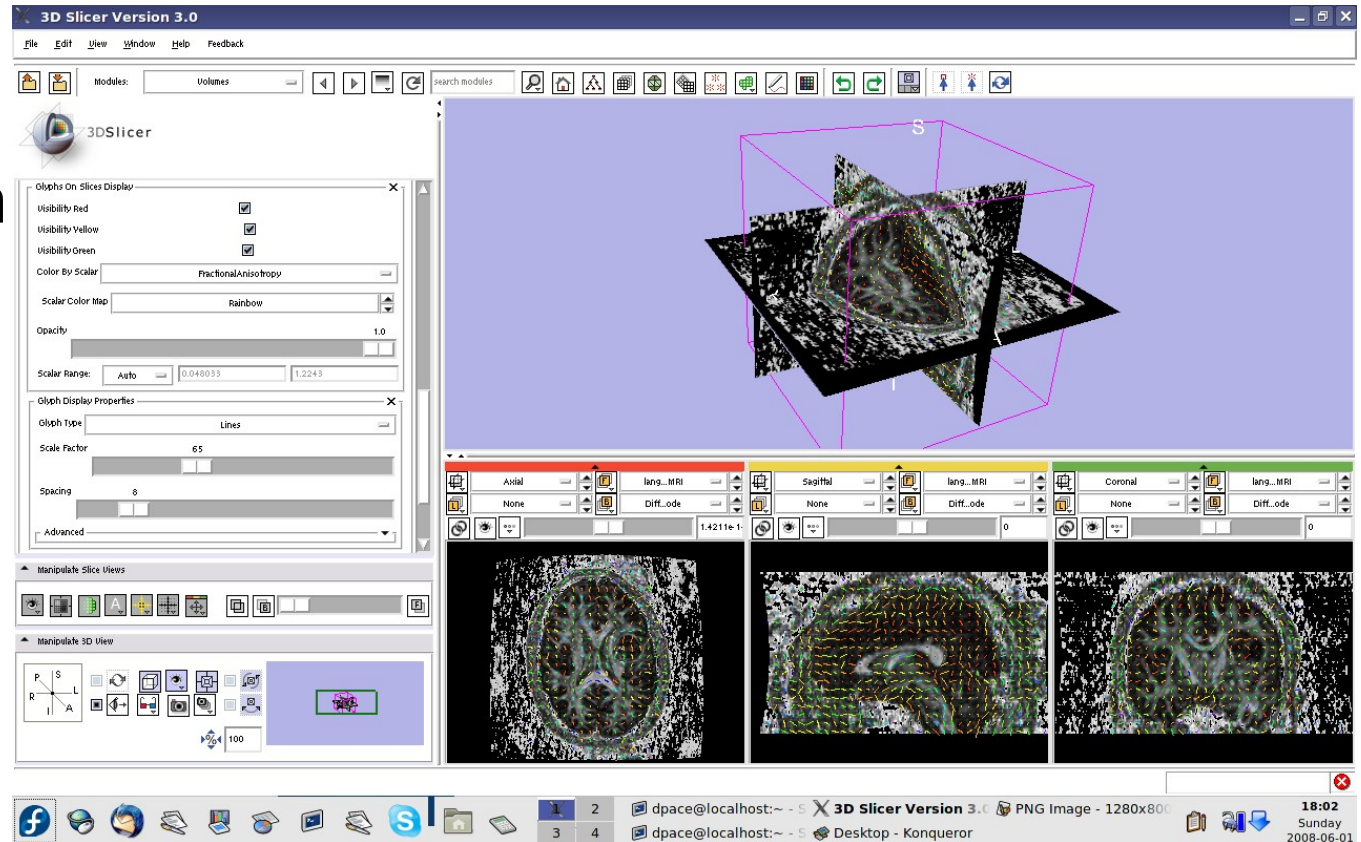 3D Slicer Version 3.0
File Edit View Window Help Feedback
Modules: Volumes search modules
3DSlicer
Glyphs On Slices Display
Visibility Red
Visibility Yellow
Visibility Green
Color By Scalar FractionalAnisotropy
Scalar Color Map Rainbow
Opacity 1.0
Scalar Range: Auto 0.048033 1.2243
Glyph Display Properties
Glyph Type Lines
Scale Factor 65
Spacing 8
Advanced
Manipulate Slice Views
Manipulate 3D View
P S
R L
I A
100
S
A
I
Axial lang...MRI
None Diff...ode
1.4211e-1
Sagittal lang...MRI
None Diff...ode
0
Coronal lang...MRI
None Diff...ode
0
1 2
3 4
dpace@localhost:~ - S
dpace@localhost:~ - S
3D Slicer Version 3.0
Desktop - Konqueror
PNG Image - 1280x800
18:02
Sunday
2008-06-01